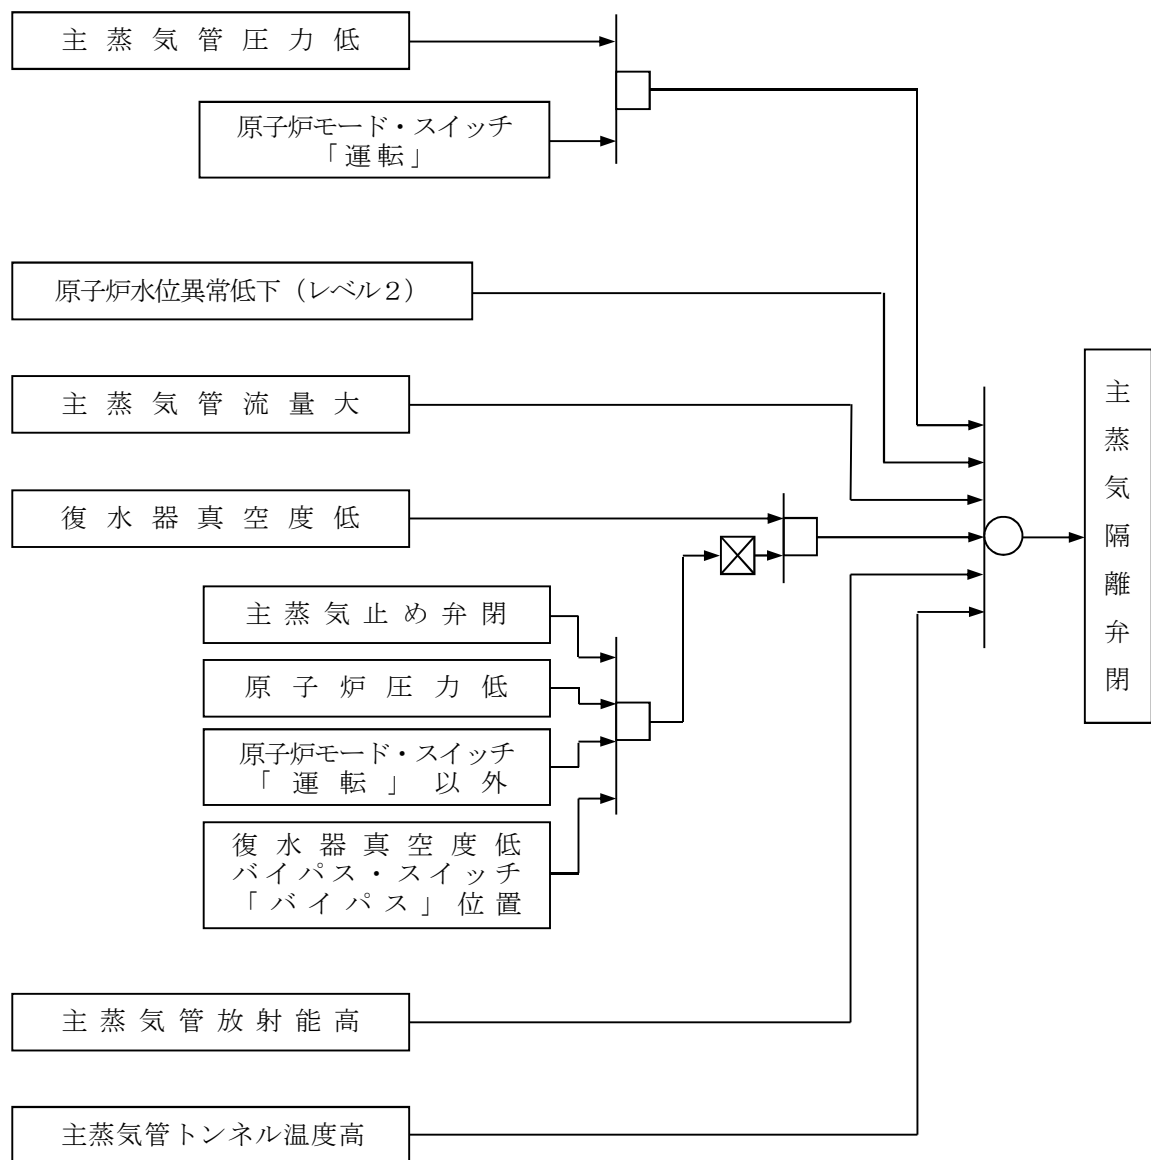 主蒸気管圧力低
原子炉モード・スイッチ
「運転」
原子炉水位異常低下（レベル２）
主蒸気管流量大
復水器真空度低
主蒸気止め弁閉
原子炉圧力低
原子炉モード・スイッチ
「運転」以外
復水器真空度低
バイパス・スイッチ
「バイパス」位置
主蒸気管放射能高
主蒸気管トンネル温度高
主蒸気隔離弁閉